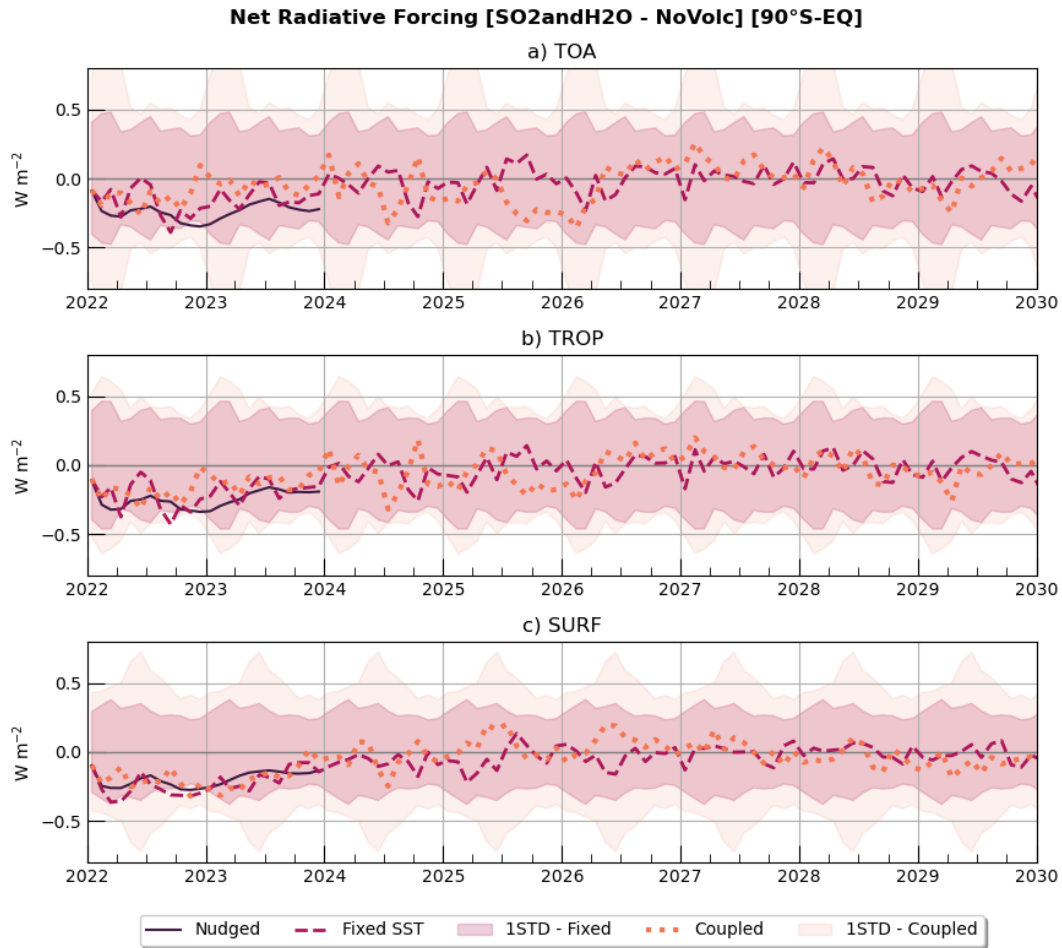 Net Radiative Forcing [SO2andH2O - NoVolc] [90°S-EQ]
a) TOA
W m⁻²
0.5
0.0
−0.5
2022 2023 2024 2025 2026 2027 2028 2029 2030
b) TROP
W m⁻²
0.5
0.0
−0.5
2022 2023 2024 2025 2026 2027 2028 2029 2030
c) SURF
W m⁻²
0.5
0.0
−0.5
2022 2023 2024 2025 2026 2027 2028 2029 2030
Nudged Fixed SST 1STD - Fixed Coupled 1STD - Coupled